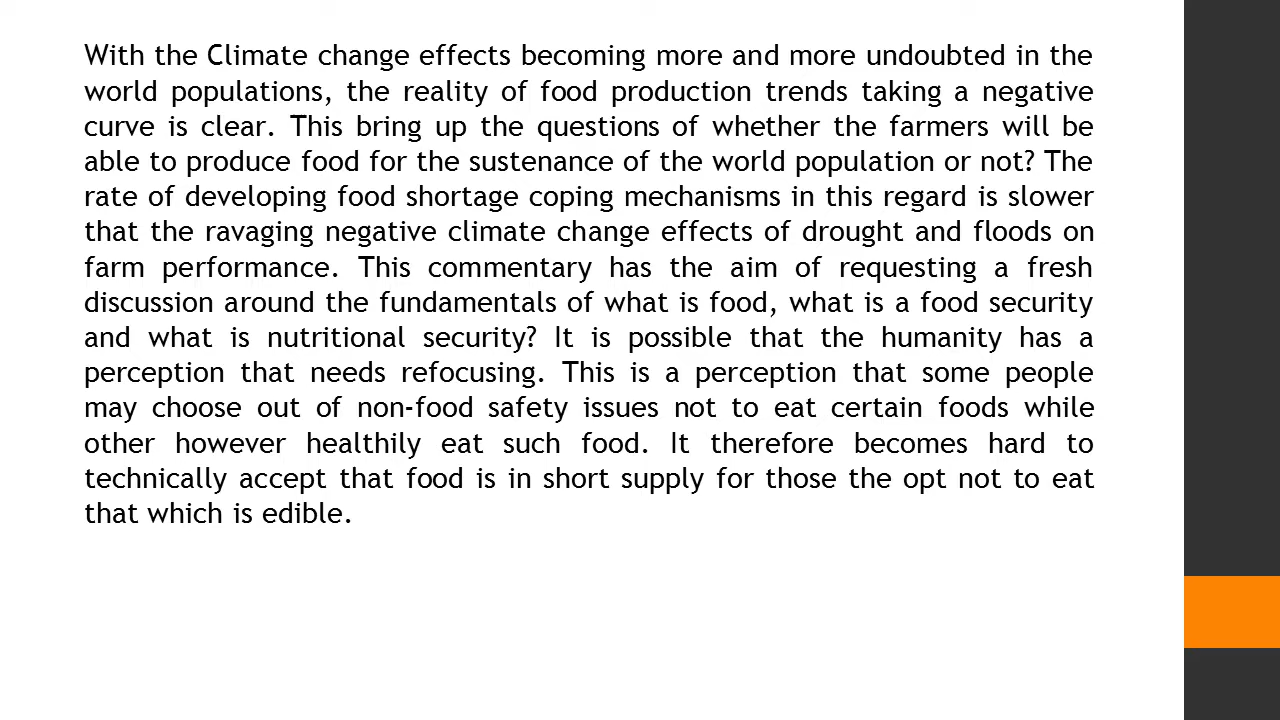 With the Climate change effects becoming more and more undoubted in the
world populations, the reality of food production trends taking a negative
curve is clear. This bring up the questions of whether the farmers will be
able to produce food for the sustenance of the world population or not? The
rate of developing food shortage coping mechanisms in this regard is slower
that the ravaging negative climate change effects of drought and floods on
farm performance. This commentary has the aim of requesting a fresh
discussion around the fundamentals of what is food, what is a food security
and what is nutritional security? It is possible that the humanity has a
perception that needs refocusing. This is a perception that some people
may choose out of non-food safety issues not to eat certain foods while
other however healthily eat such food. It therefore becomes hard to
technically accept that food is in short supply for those the opt not to eat
that which is edible.